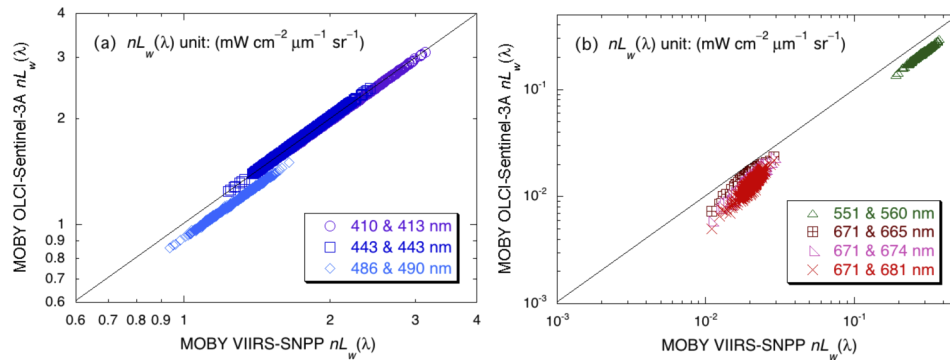 (a) nLw(λ) unit: (mW cm−2 μm−1 sr−1)
MOBY OLCI-Sentinel-3A nLw(λ)
4
3
2
1
0.9
0.8
0.7
0.6
410 & 413 nm
443 & 443 nm
486 & 490 nm
0.6 0.7 0.8 0.9 1 2 3 4
MOBY VIIRS-SNPP nLw(λ)
(b) nLw(λ) unit: (mW cm−2 μm−1 sr−1)
MOBY OLCI-Sentinel-3A nLw(λ)
10−1
10−2
10−3
551 & 560 nm
671 & 665 nm
671 & 674 nm
671 & 681 nm
10−3 10−2 10−1
MOBY VIIRS-SNPP nLw(λ)